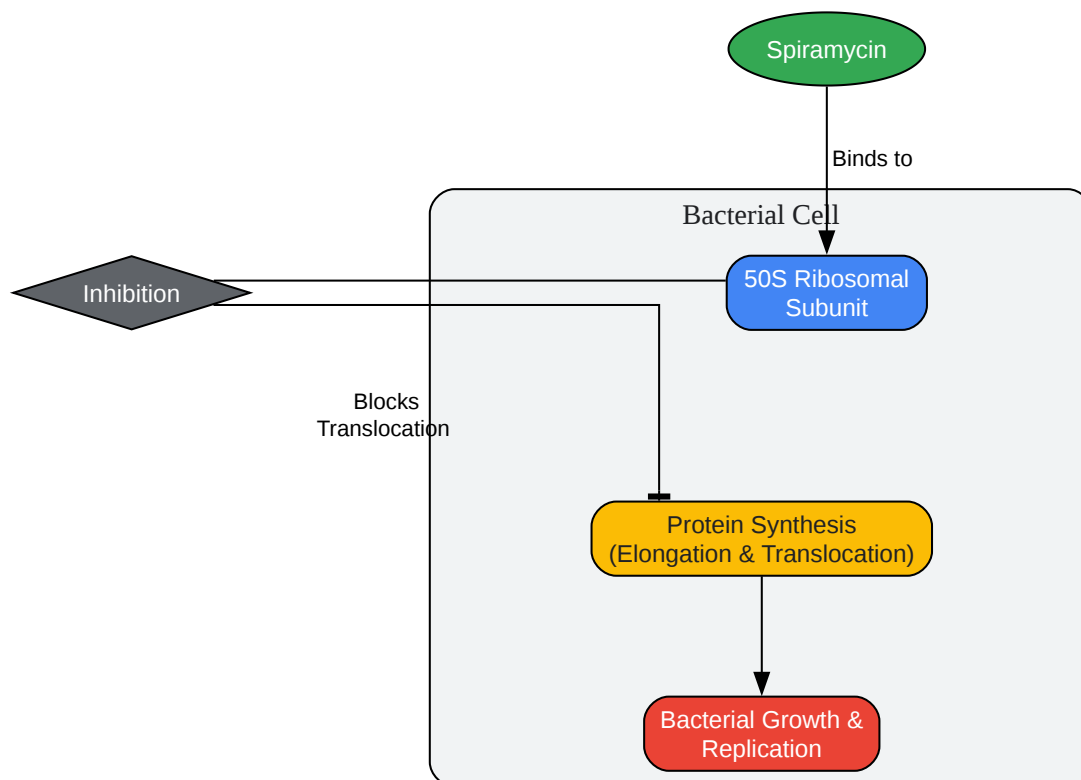 Spiramycin
Binds to
Bacterial Cell
50S Ribosomal
Subunit
Inhibition
Blocks
Translocation
Protein Synthesis
(Elongation & Translocation)
Bacterial Growth &
Replication